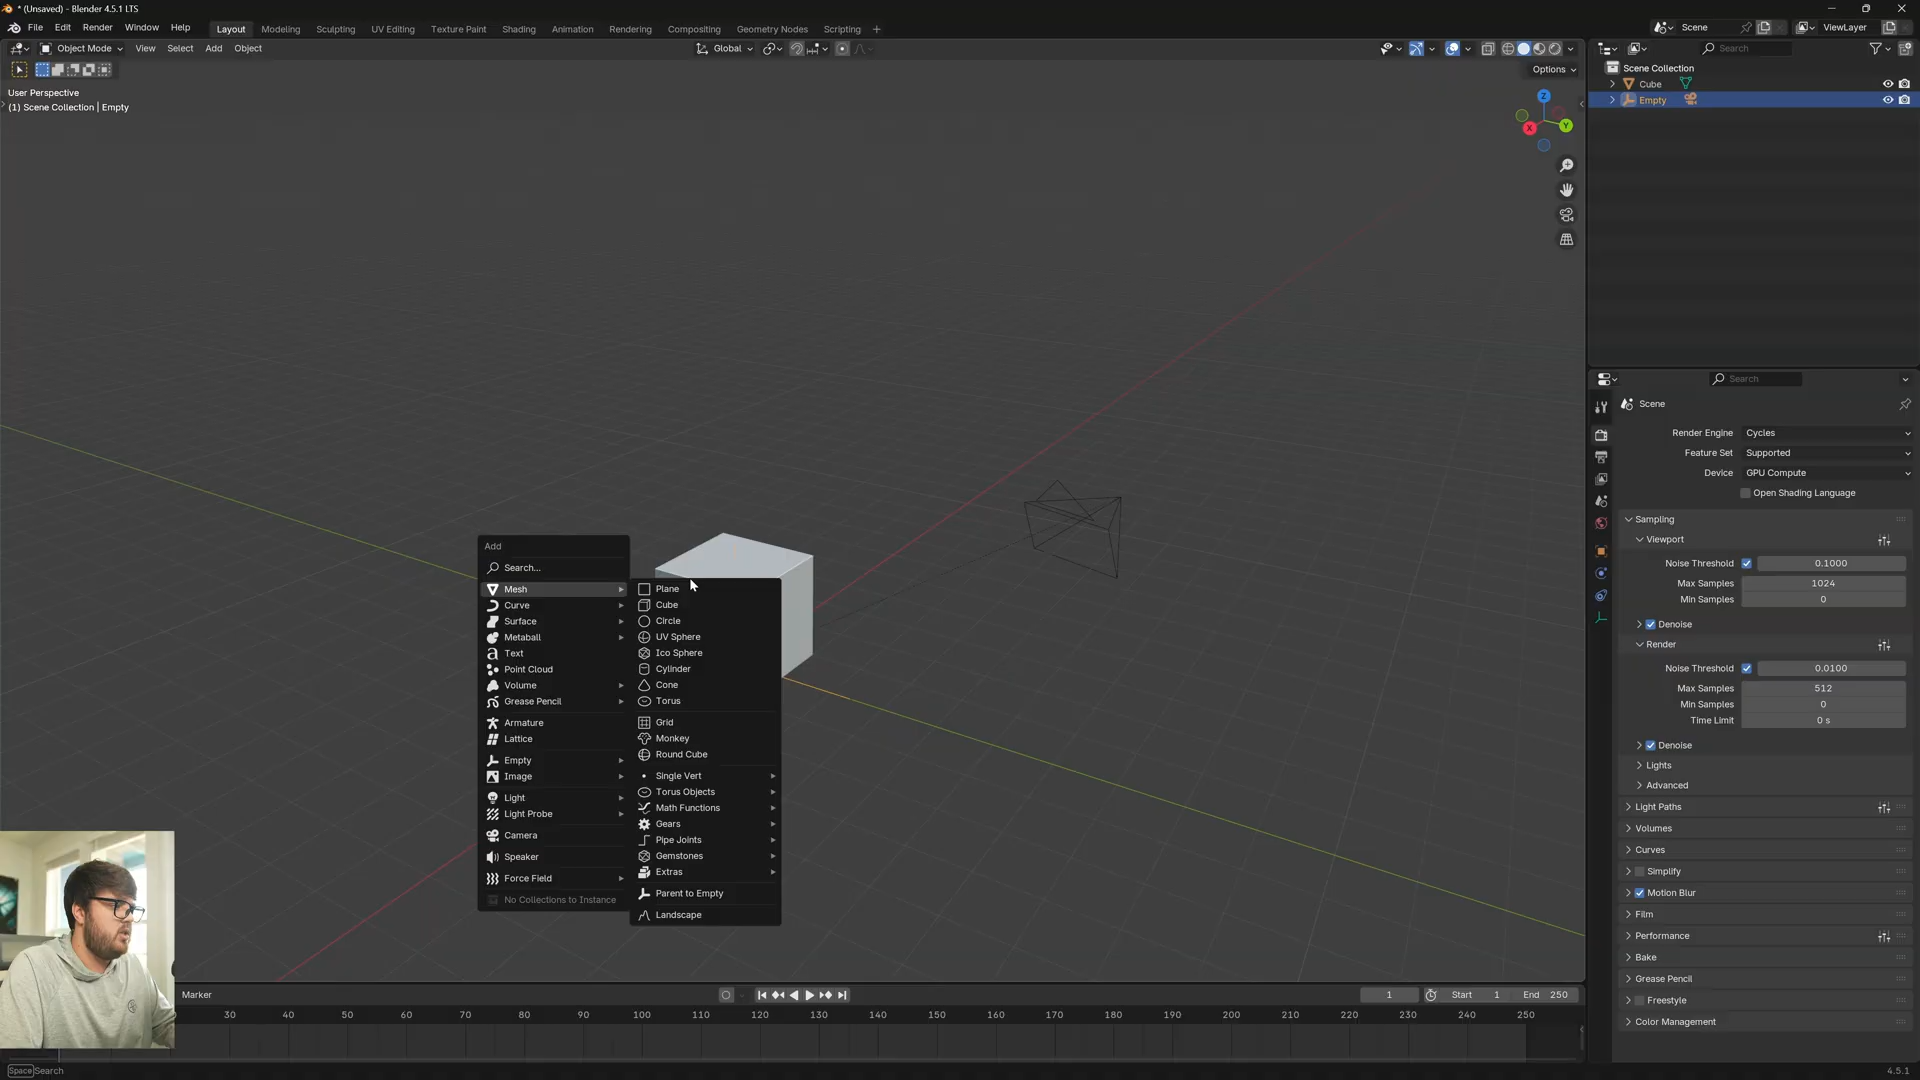 * (Unsaved) - Blender 4.5.1 LTS
File Edit Render Window Help
Layout Modeling Sculpting UV Editing Texture Paint Shading Animation Rendering Compositing Geometry Nodes Scripting +
Scene
ViewLayer
Object Mode View Select Add Object
Global
Options
User Perspective
(1) Scene Collection | Empty
Z
X
Y
Search
Scene Collection
Cube
Empty
Add
Search...
Mesh
Curve
Surface
Metaball
Text
Point Cloud
Volume
Grease Pencil
Armature
Lattice
Empty
Image
Light
Light Probe
Camera
Speaker
Force Field
No Collections to Instance
Plane
Cube
Circle
UV Sphere
Ico Sphere
Cylinder
Cone
Torus
Grid
Monkey
Round Cube
Single Vert
Torus Objects
Math Functions
Gears
Pipe Joints
Gemstones
Extras
Parent to Empty
Landscape
Search
Scene
Render Engine Cycles
Feature Set Supported
Device GPU Compute
Open Shading Language
Sampling
Viewport
Noise Threshold 0.1000
Max Samples 1024
Min Samples 0
Denoise
Render
Noise Threshold 0.0100
Max Samples 512
Min Samples 0
Time Limit 0 s
Denoise
Lights
Advanced
Light Paths
Volumes
Curves
Simplify
Motion Blur
Film
Performance
Bake
Grease Pencil
Freestyle
Color Management
Marker
1 Start 1 End 250
30 40 50 60 70 80 90 100 110 120 130 140 150 160 170 180 190 200 210 220 230 240 250
Space Search
4.5.1